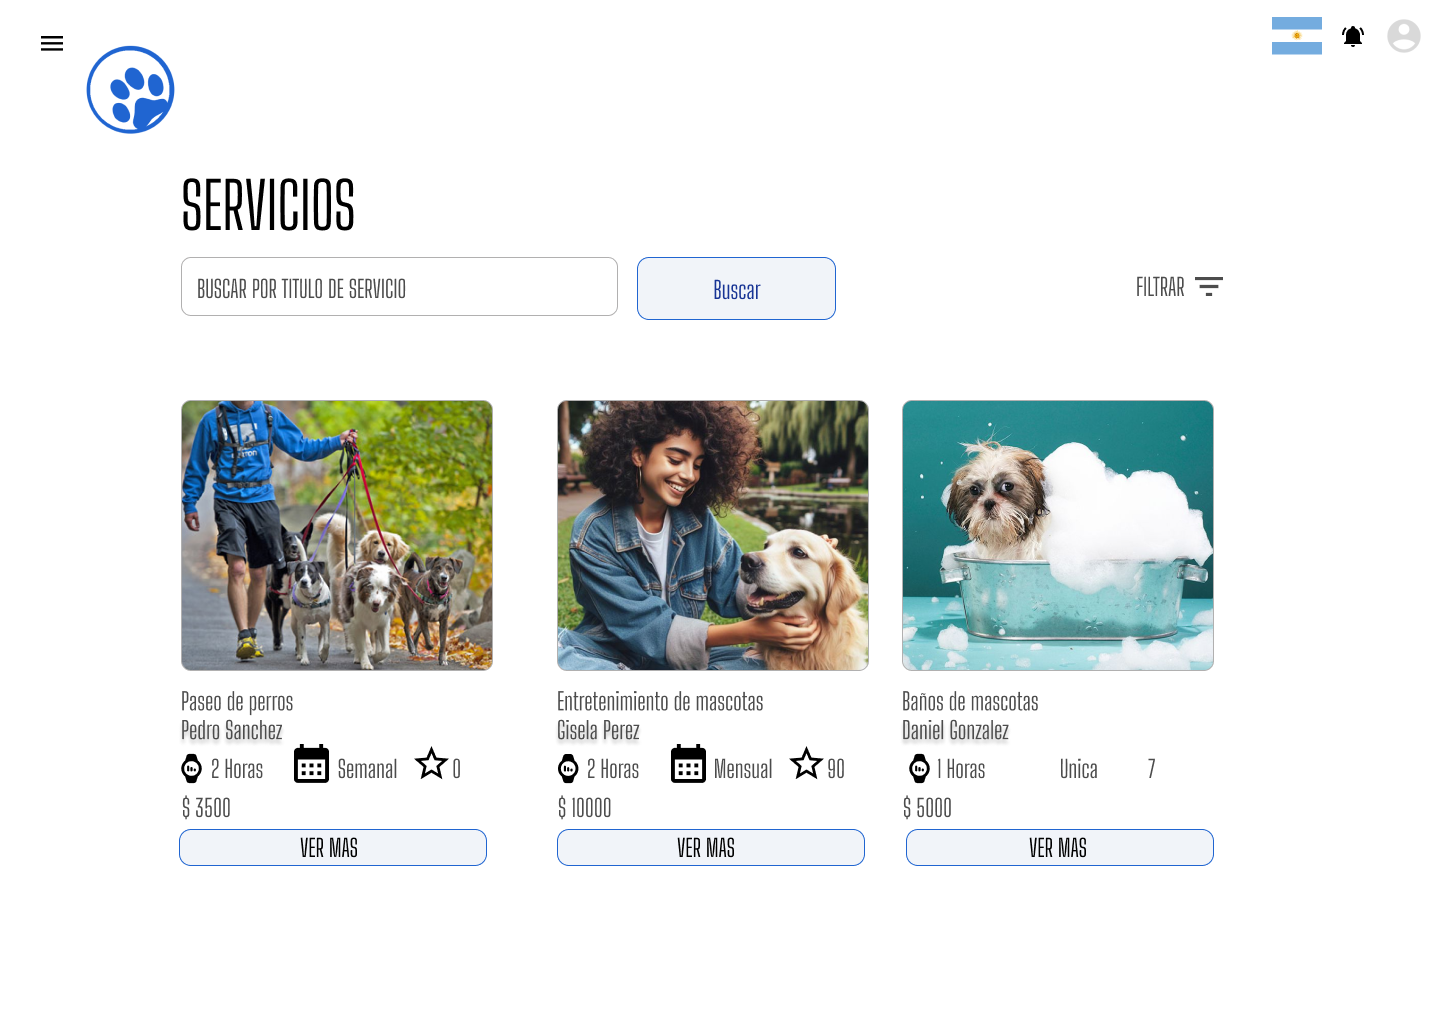 SERVICIOS
BUSCAR POR TITULO DE SERVICIO
Buscar
FILTRAR
Paseo de perros
Pedro Sanchez
2 Horas
Semanal
0
$ 3500
VER MAS
Entretenimiento de mascotas
Gisela Perez
2 Horas
Mensual
90
$ 10000
VER MAS
Baños de mascotas
Daniel Gonzalez
1 Horas
Unica
7
$ 5000
VER MAS